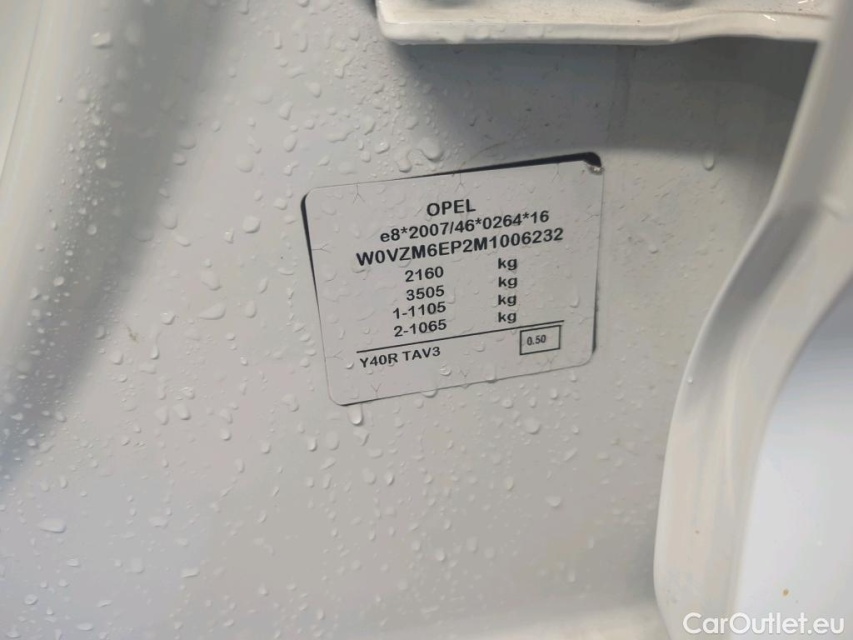 OPEL
e8*2007/46*0264*16
W0VZM6EP2M1006232
2160 kg
3505 kg
1-1105 kg
2-1065 kg
Y40R TAV3 0.50
CarOutlet.eu